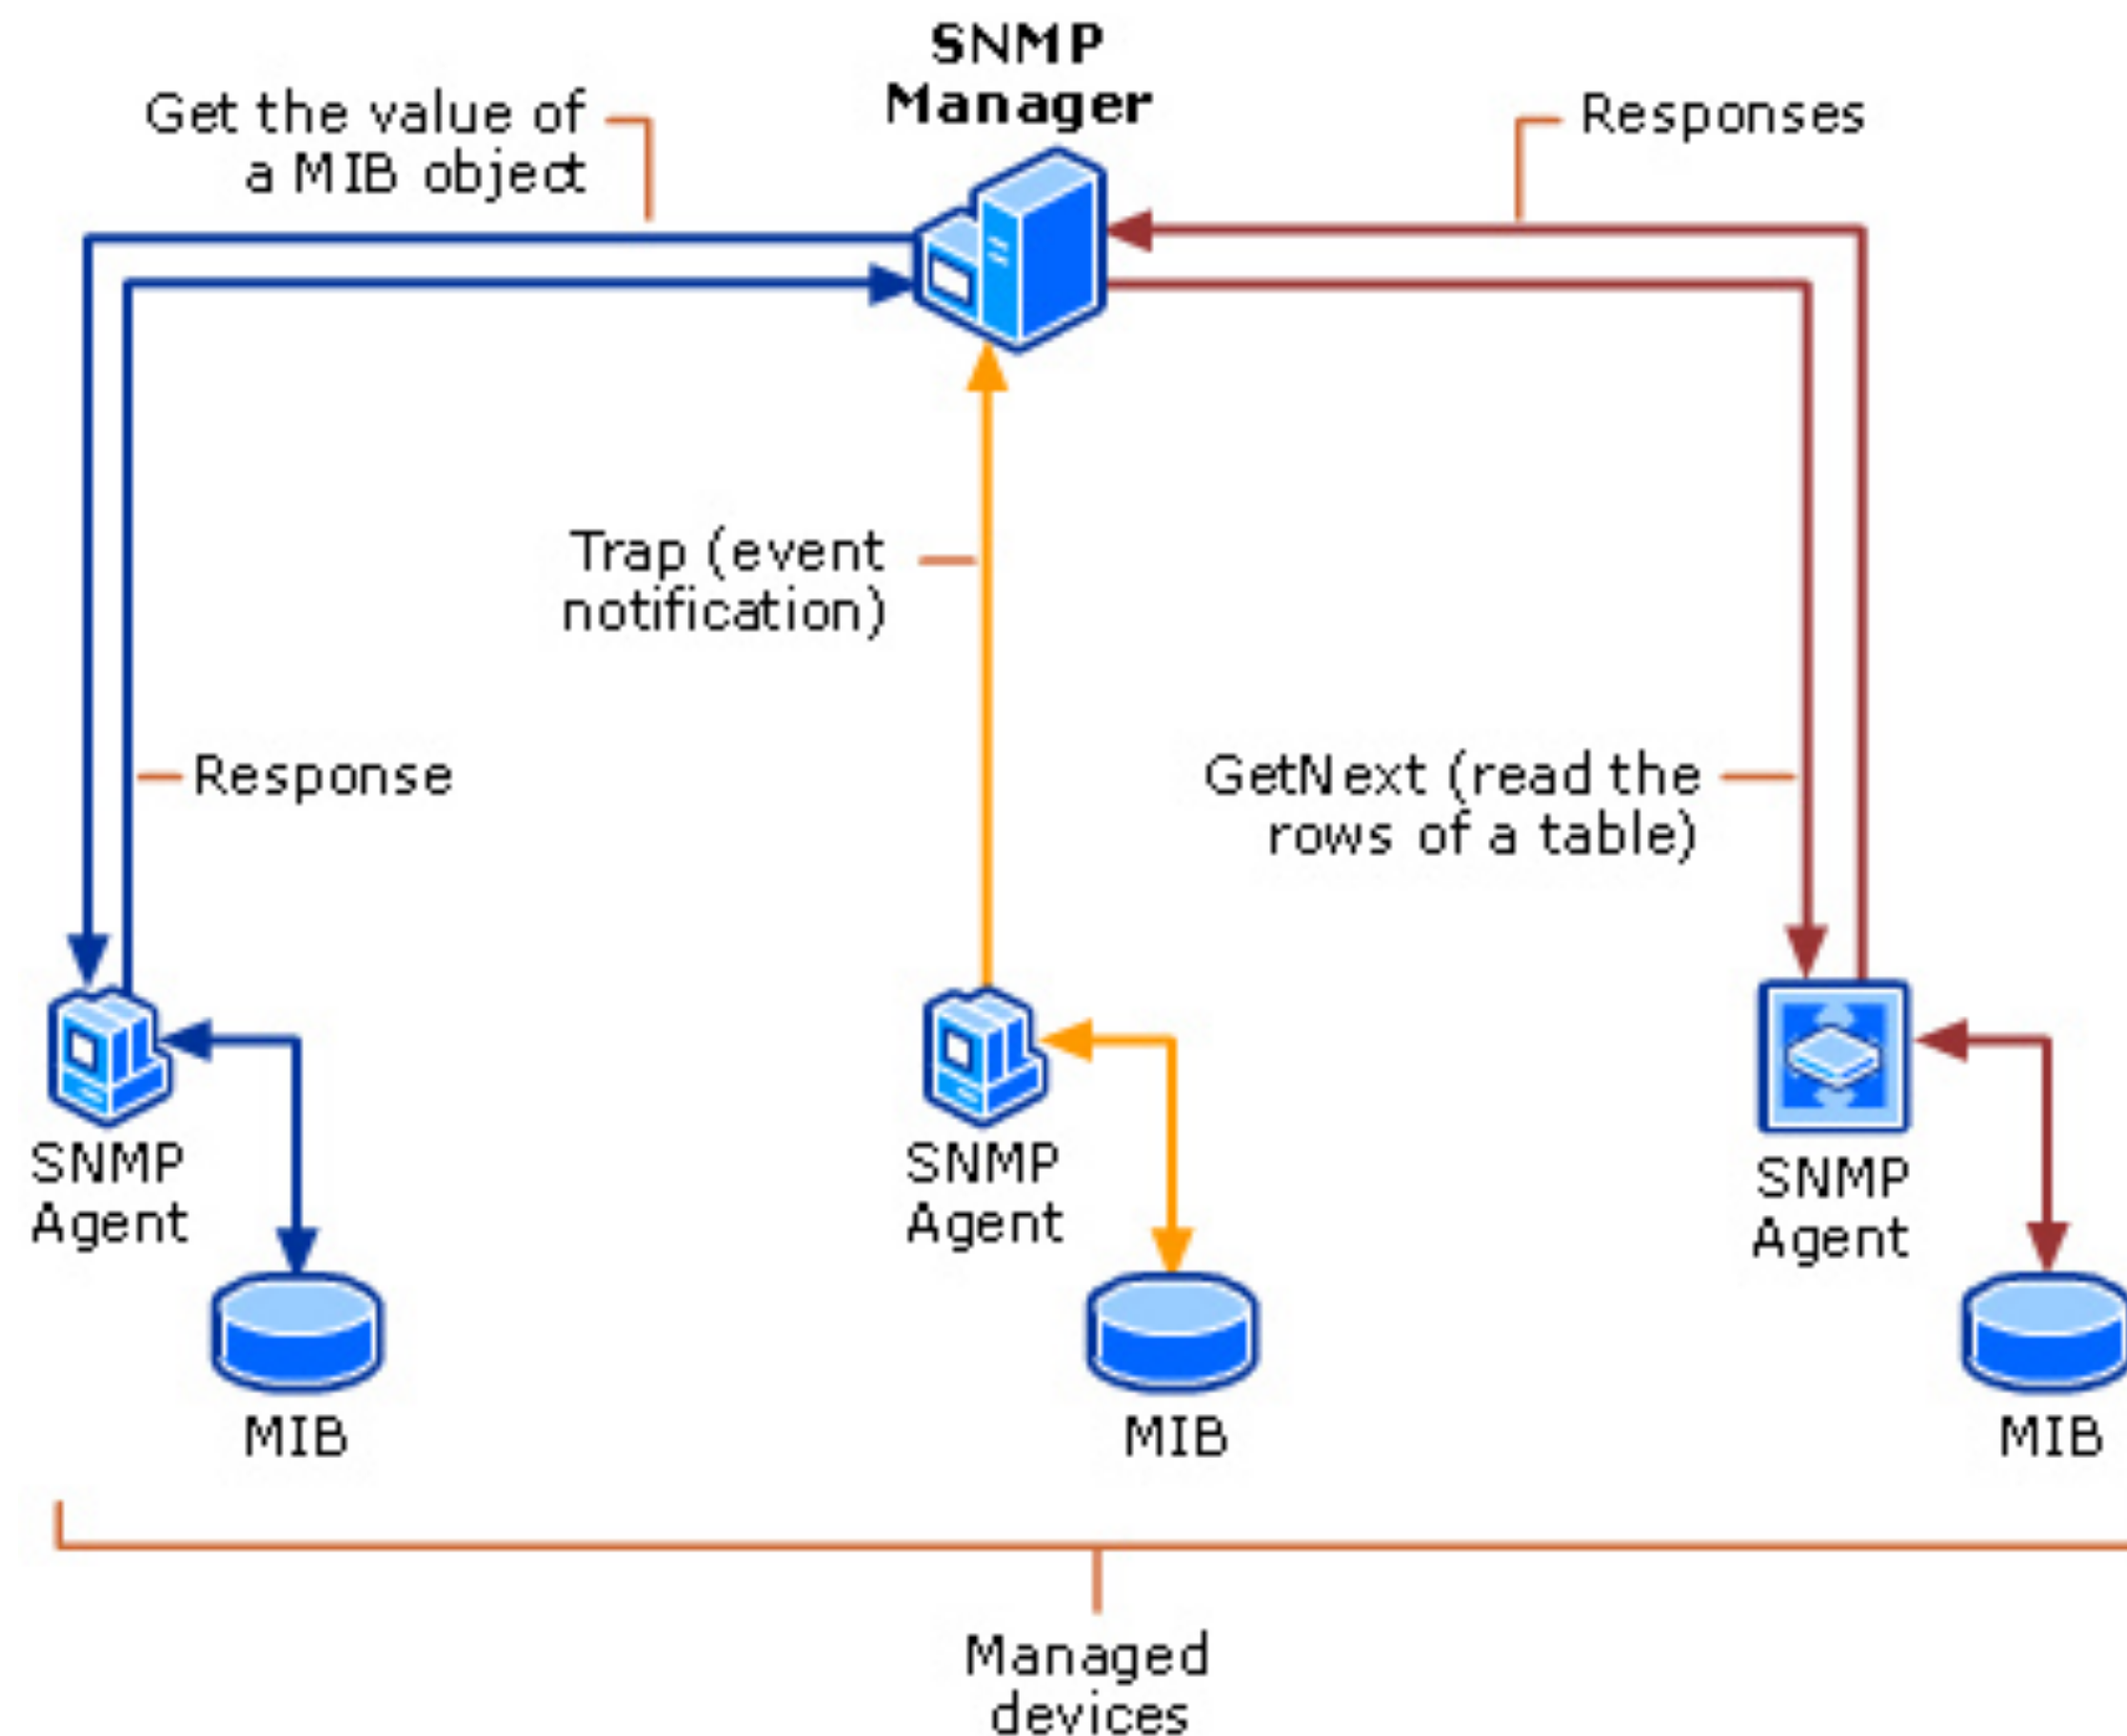 SNMP
Manager
Get the value of
a MIB object
Responses
Trap (event
notification)
Response
GetNext (read the
rows of a table)
SNMP
Agent
SNMP
Agent
SNMP
Agent
MIB
MIB
MIB
Managed
devices